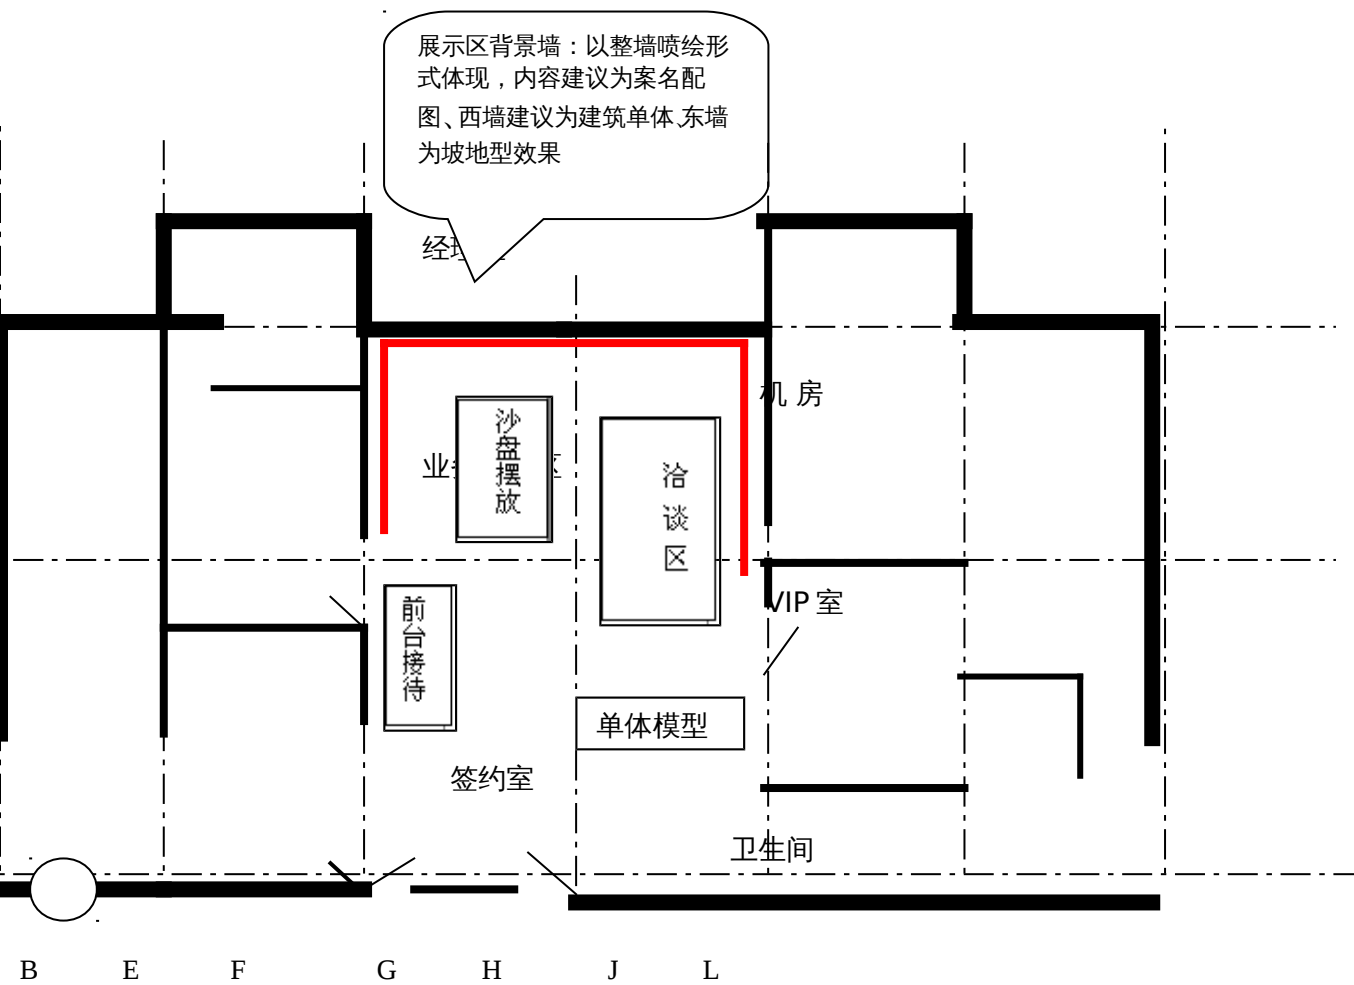 展示区背景墙：以整墙喷绘形
式体现，内容建议为案名配
图、西墙建议为建筑单体、东墙
为坡地型效果
经
机 房
沙盘摆放
洽谈区
业
区
前台接待
VIP 室
单体模型
签约室
卫生间
B E F G H J L